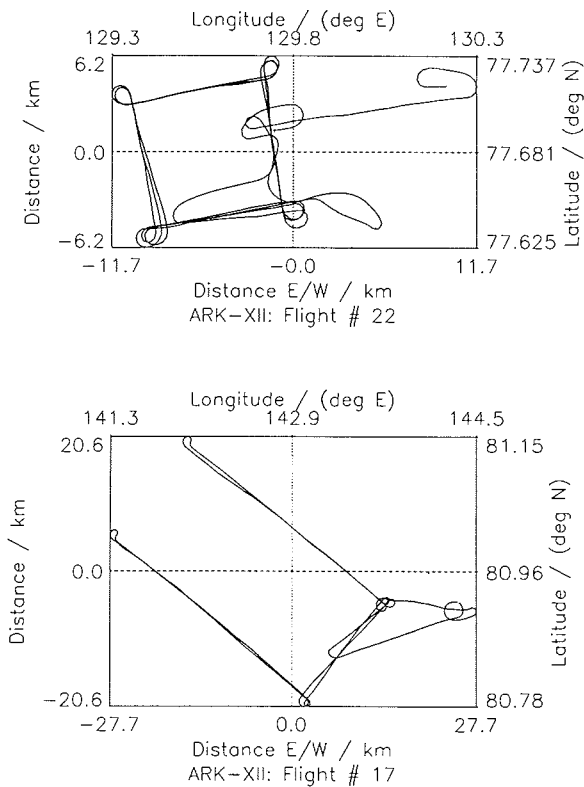 Longitude / (deg E)
129.3 129.8 130.3
6.2 77.737
Distance / km
0.0 77.681
Latitude / (deg N)
-6.2 77.625
-11.7 -0.0 11.7
Distance E/W / km
ARK-XII: Flight # 22
Longitude / (deg E)
141.3 142.9 144.5
20.6 81.15
Distance / km
0.0 80.96
Latitude / (deg N)
-20.6 80.78
-27.7 0.0 27.7
Distance E/W / km
ARK-XII: Flight # 17